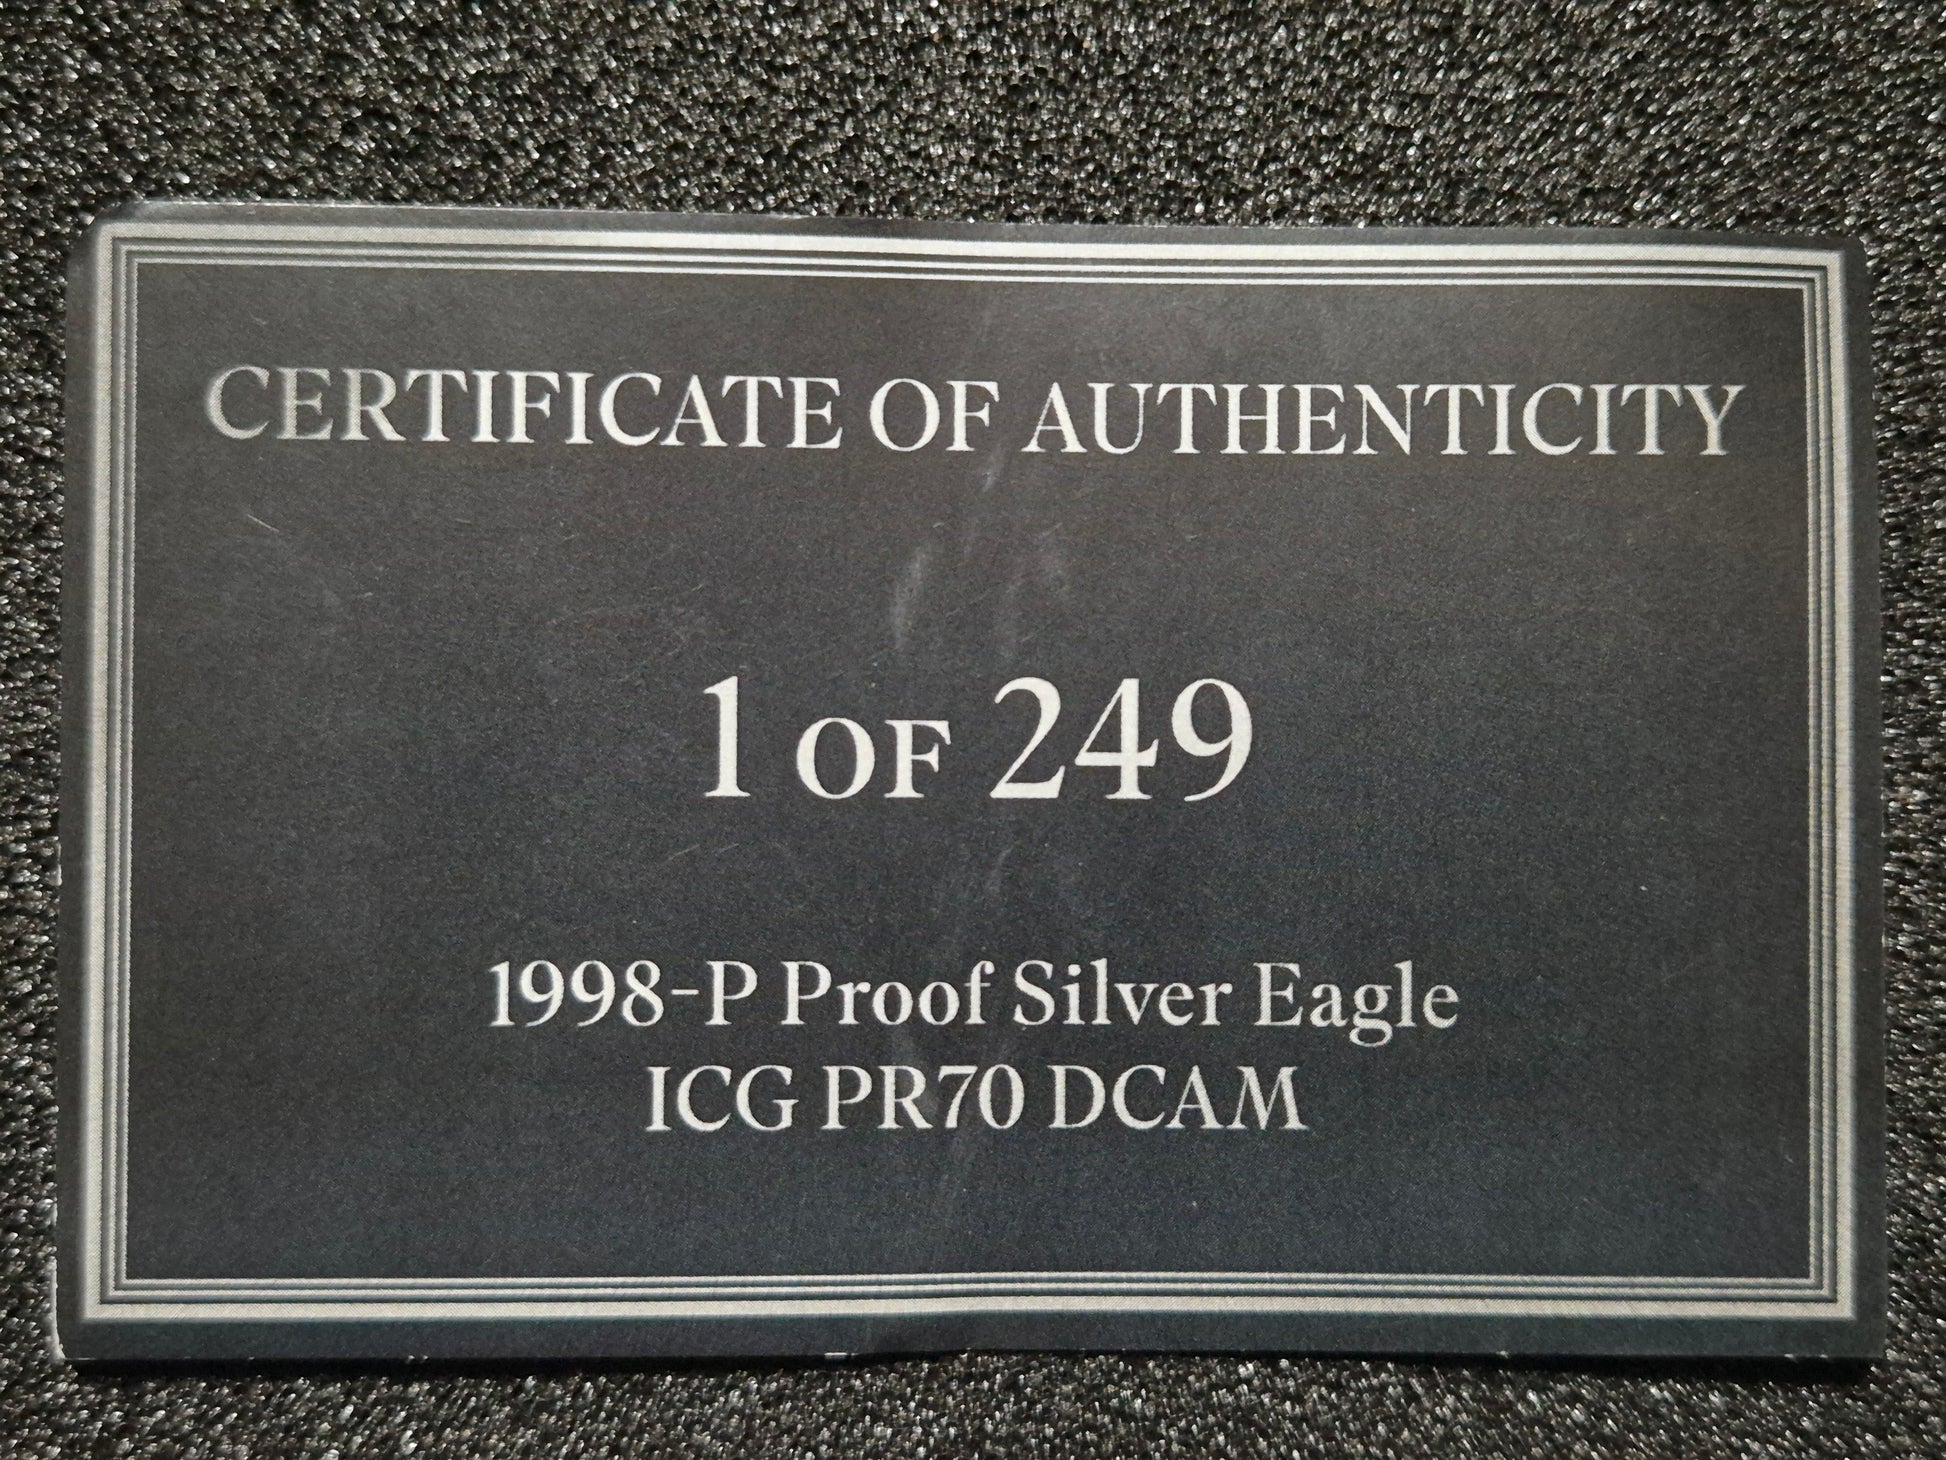 CERTIFICATE OF AUTHENTICITY
1 OF 249
1998-P Proof Silver Eagle
ICG PR70 DCAM